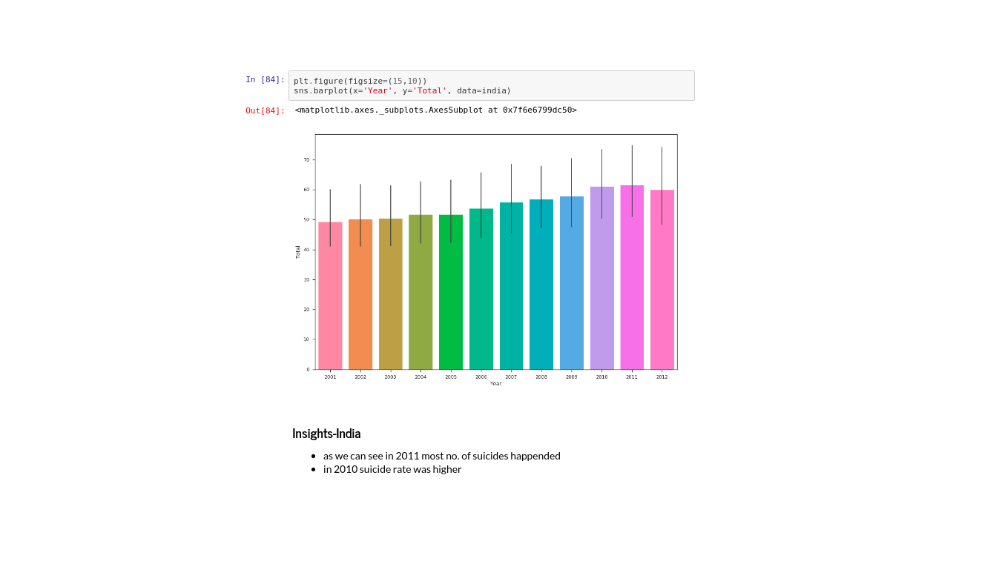 In [84]:
plt.figure(figsize=(15,10))
sns.barplot(x='Year', y='Total', data=india)
Out[84]:
<matplotlib.axes._subplots.AxesSubplot at 0x7f6e6799dc50>
70
60
50
40
30
20
10
0
Total
2001 2002 2003 2004 2005 2006 2007 2008 2009 2010 2011 2012
Year
Insights-India
as we can see in 2011 most no. of suicides happended
in 2010 suicide rate was higher